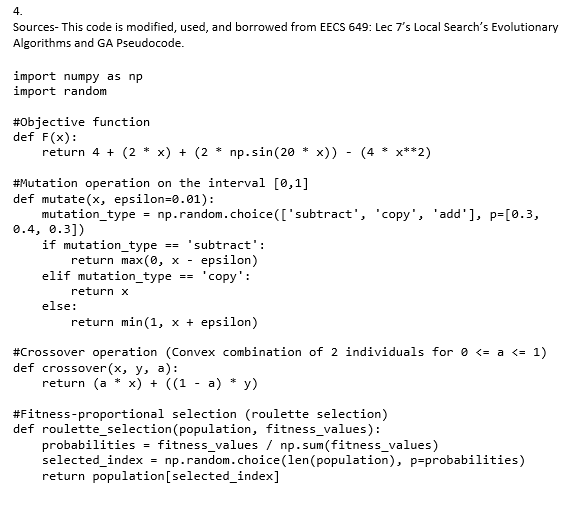 4.
Sources- This code is modified, used, and borrowed from EECS 649: Lec 7's Local Search's Evolutionary
Algorithms and GA Pseudocode.
import numpy as np
import random
#Objective function
def F(x):
    return 4 + (2 * x) + (2 * np.sin(20 * x)) - (4 * x**2)
#Mutation operation on the interval [0,1]
def mutate(x, epsilon=0.01):
    mutation_type = np.random.choice(['subtract', 'copy', 'add'], p=[0.3,
0.4, 0.3])
    if mutation_type == 'subtract':
        return max(0, x - epsilon)
    elif mutation_type == 'copy':
        return x
    else:
        return min(1, x + epsilon)
#Crossover operation (Convex combination of 2 individuals for 0 <= a <= 1)
def crossover(x, y, a):
    return (a * x) + ((1 - a) * y)
#Fitness-proportional selection (roulette selection)
def roulette_selection(population, fitness_values):
    probabilities = fitness_values / np.sum(fitness_values)
    selected_index = np.random.choice(len(population), p=probabilities)
    return population[selected_index]